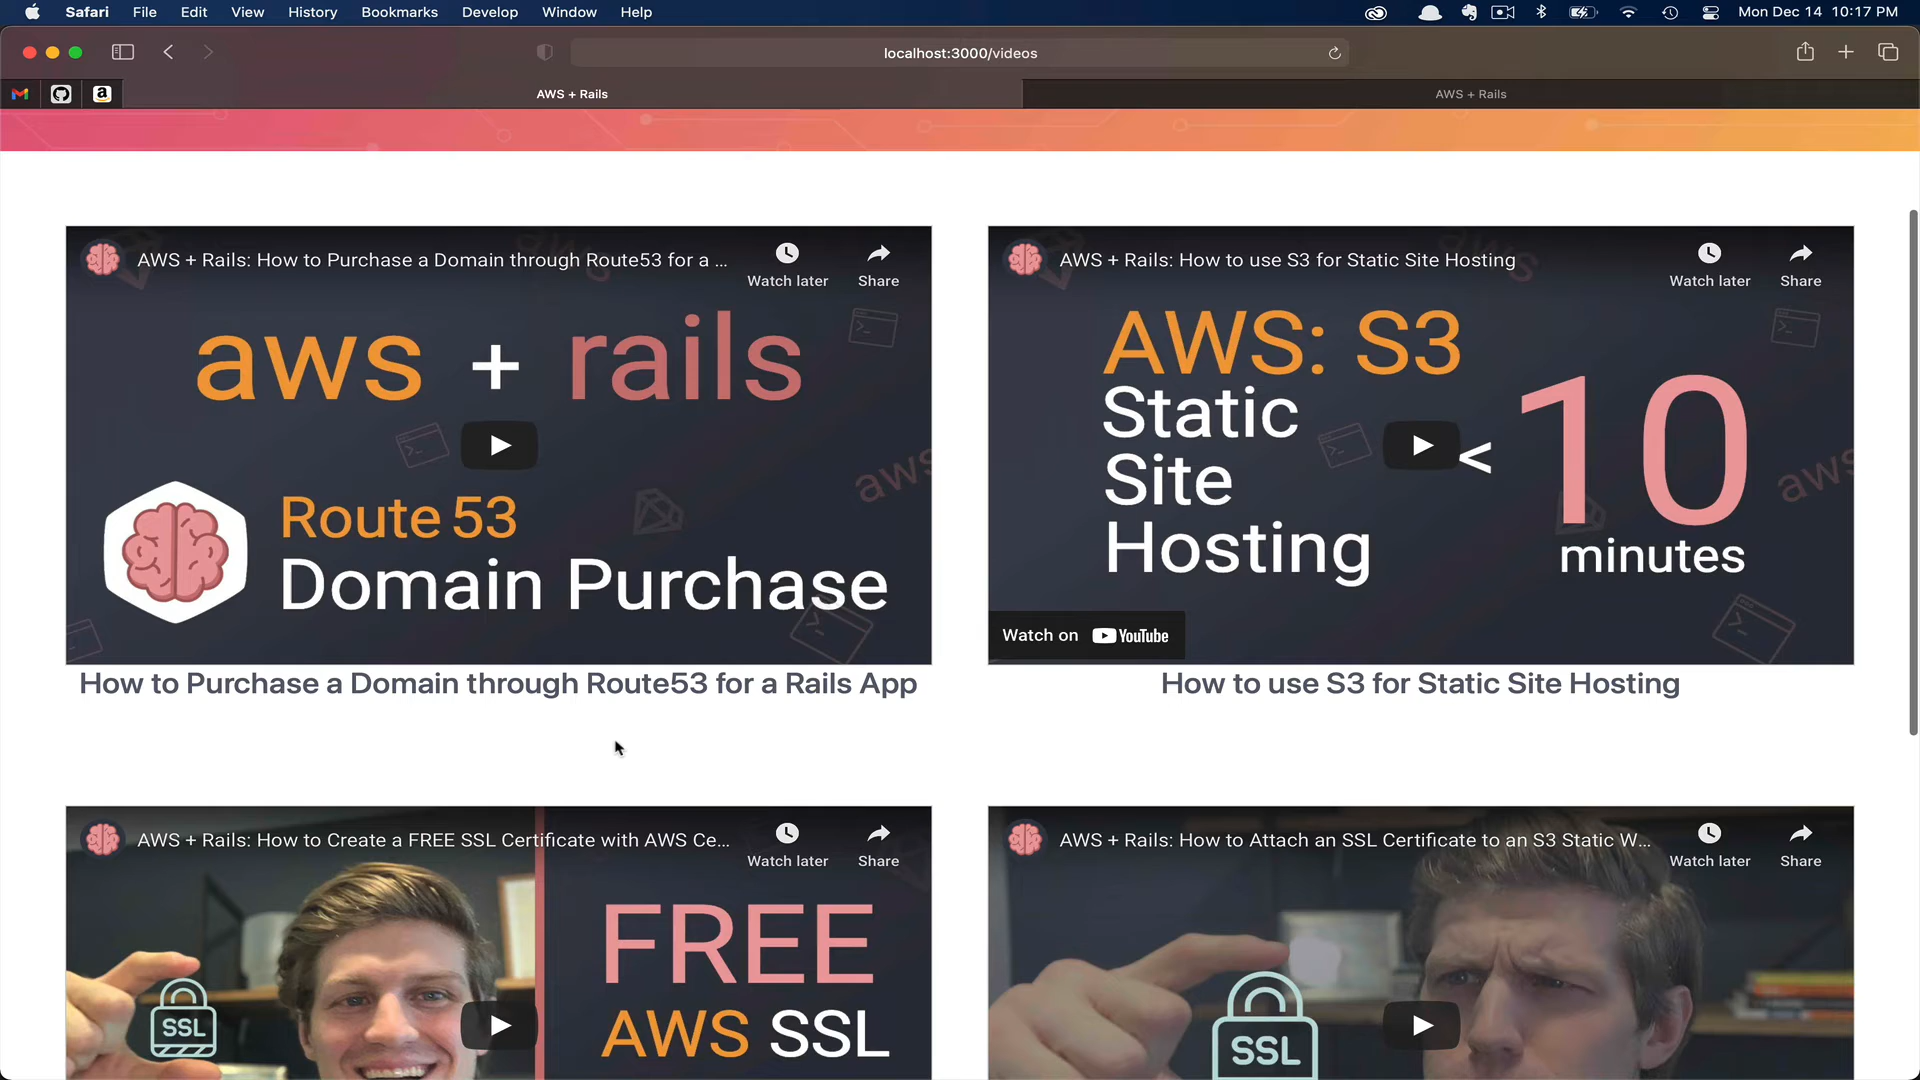 Safari File Edit View History Bookmarks Develop Window Help Mon Dec 14 10:17 PM
localhost:3000/videos
AWS + Rails AWS + Rails
AWS + Rails: How to Purchase a Domain through Route53 for a ... Watch later Share
aws + rails
Route 53
Domain Purchase
aws
How to Purchase a Domain through Route53 for a Rails App
AWS + Rails: How to use S3 for Static Site Hosting Watch later Share
AWS: S3
Static
Site
Hosting
< 10
minutes
aws
Watch on YouTube
How to use S3 for Static Site Hosting
AWS + Rails: How to Create a FREE SSL Certificate with AWS Ce... Watch later Share
FREE
AWS SSL
SSL
AWS + Rails: How to Attach an SSL Certificate to an S3 Static W... Watch later Share
SSL